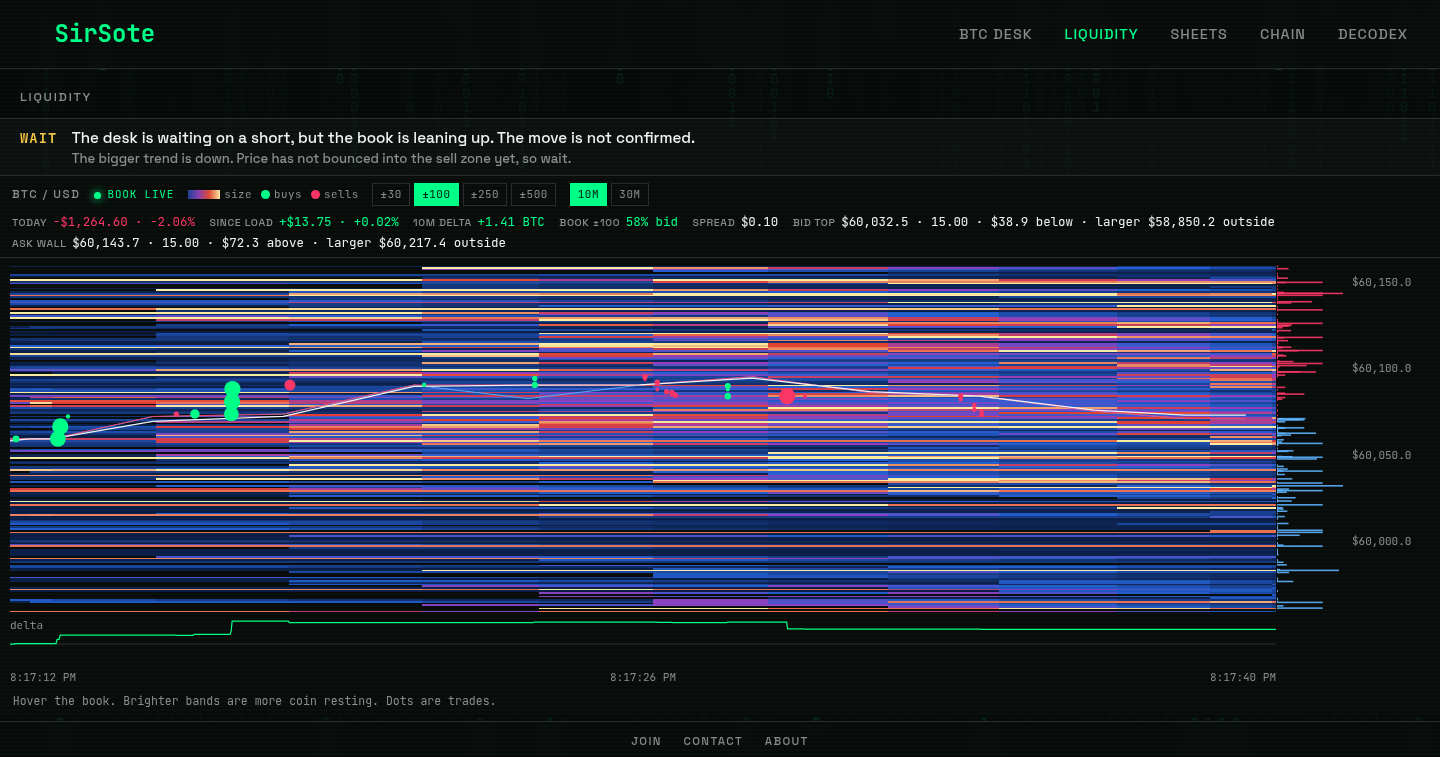 SirSote
BTC DESK LIQUIDITY SHEETS CHAIN DECODEX
LIQUIDITY
WAIT The desk is waiting on a short, but the book is leaning up. The move is not confirmed.
The bigger trend is down. Price has not bounced into the sell zone yet, so wait.
BTC / USD BOOK LIVE size buys sells ±30 ±100 ±250 ±500 10M 30M
TODAY -$1,264.60 · -2.06% SINCE LOAD +$13.75 · +0.02% 10M DELTA +1.41 BTC BOOK ±100 58% bid SPREAD $0.10 BID TOP $60,032.5 · 15.00 · $38.9 below · larger $58,850.2 outside
ASK WALL $60,143.7 · 15.00 · $72.3 above · larger $60,217.4 outside
$60,150.0
$60,100.0
$60,050.0
$60,000.0
delta
8:17:12 PM 8:17:26 PM 8:17:40 PM
Hover the book. Brighter bands are more coin resting. Dots are trades.
JOIN CONTACT ABOUT